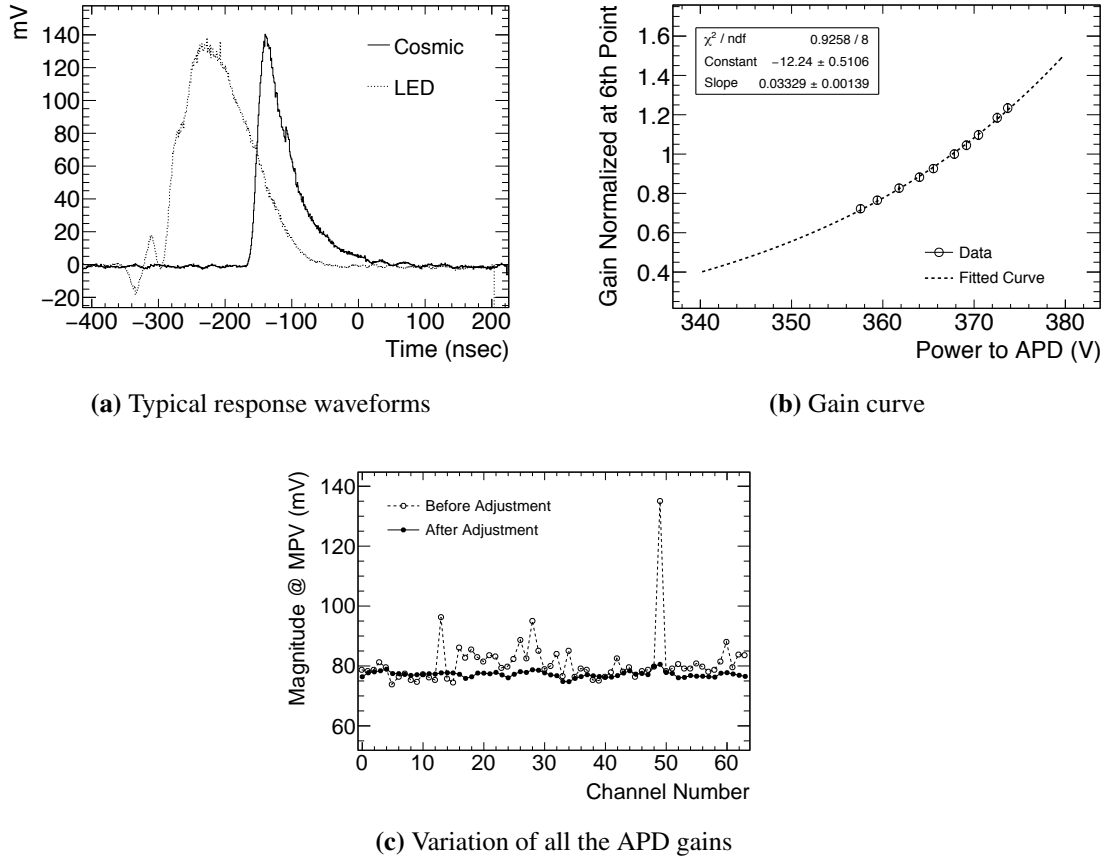 mV
140
120
100
80
60
40
20
0
−20
Cosmic
LED
−400 −300 −200 −100 0 100 200
Time (nsec)
(a) Typical response waveforms
Gain Normalized at 6th Point
1.6
1.4
1.2
1
0.8
0.6
0.4
χ² / ndf 0.9258 / 8
Constant −12.24 ± 0.5106
Slope 0.03329 ± 0.00139
Data
Fitted Curve
340 350 360 370 380
Power to APD (V)
(b) Gain curve
Magnitude @ MPV (mV)
140
120
100
80
60
Before Adjustment
After Adjustment
0 10 20 30 40 50 60
Channel Number
(c) Variation of all the APD gains